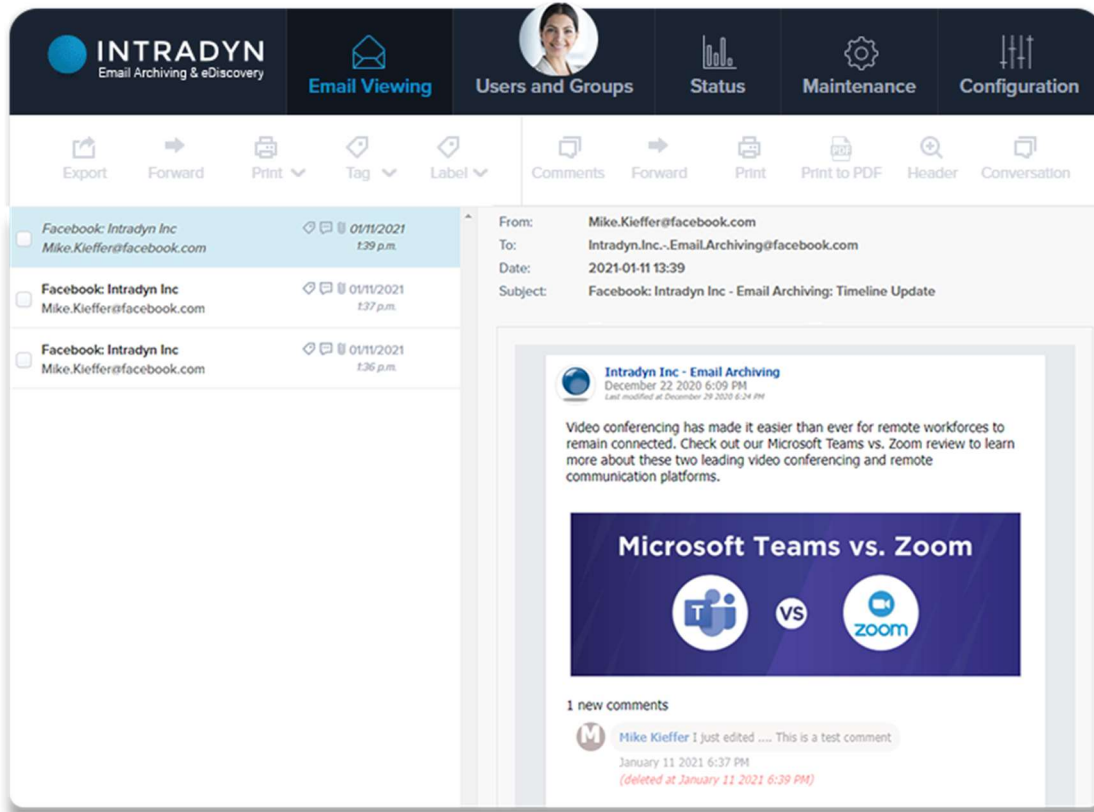 INTRADYN
Email Archiving & eDiscovery
Email Viewing
Users and Groups
Status
Maintenance
Configuration
Export
Forward
Print
Tag
Label
Comments
Forward
Print
PDF
Print to PDF
Header
Conversation
Facebook: Intradyn Inc
01/11/2021
Mike.Kieffer@facebook.com
1:39 p.m.
Facebook: Intradyn Inc
01/11/2021
Mike.Kieffer@facebook.com
1:37 p.m.
Facebook: Intradyn Inc
01/11/2021
Mike.Kieffer@facebook.com
1:36 p.m.
From: Mike.Kieffer@facebook.com
To: Intradyn.Inc.-.Email.Archiving@facebook.com
Date: 2021-01-11 13:39
Subject: Facebook: Intradyn Inc - Email Archiving: Timeline Update
Intradyn Inc - Email Archiving
December 22 2020 6:09 PM
Last modified at December 29 2020 6:24 PM
Video conferencing has made it easier than ever for remote workforces to
remain connected. Check out our Microsoft Teams vs. Zoom review to learn
more about these two leading video conferencing and remote
communication platforms.
Microsoft Teams vs. Zoom
T
VS
zoom
1 new comments
M
Mike Kieffer I just edited .... This is a test comment
January 11 2021 6:37 PM
(deleted at January 11 2021 6:39 PM)